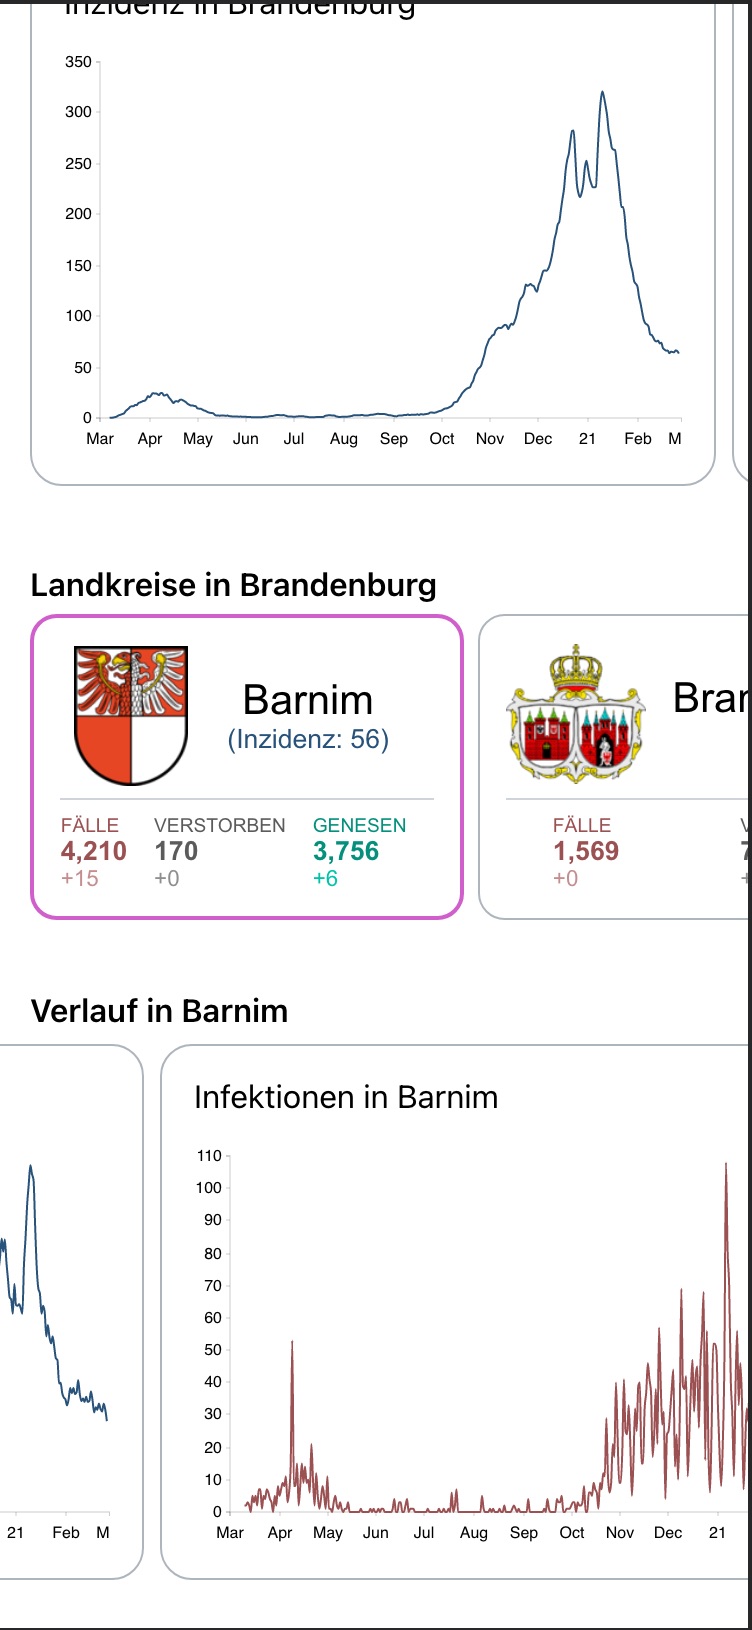 Inzidenz in Brandenburg
350
300
250
200
150
100
50
0
Mar Apr May Jun Jul Aug Sep Oct Nov Dec 21 Feb M
Landkreise in Brandenburg
Barnim
(Inzidenz: 56)
FÄLLE VERSTORBEN GENESEN
4,210 170 3,756
+15 +0 +6
Bran
FÄLLE
1,569
+0
Verlauf in Barnim
21 Feb M
Infektionen in Barnim
110
100
90
80
70
60
50
40
30
20
10
0
Mar Apr May Jun Jul Aug Sep Oct Nov Dec 21